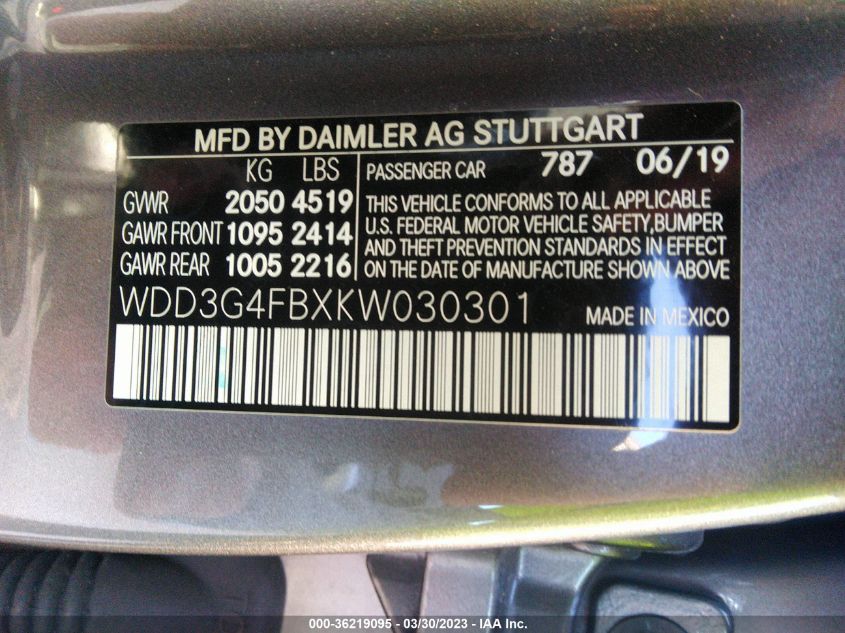 MFD BY DAIMLER AG STUTTGART
KG LBS
GVWR 2050 4519
GAWR FRONT 1095 2414
GAWR REAR 1005 2216
PASSENGER CAR 787 06/19
THIS VEHICLE CONFORMS TO ALL APPLICABLE
U.S. FEDERAL MOTOR VEHICLE SAFETY,BUMPER
AND THEFT PREVENTION STANDARDS IN EFFECT
ON THE DATE OF MANUFACTURE SHOWN ABOVE
WDD3G4FBXKW030301 MADE IN MEXICO
000-36219095 - 03/30/2023 - IAA Inc.